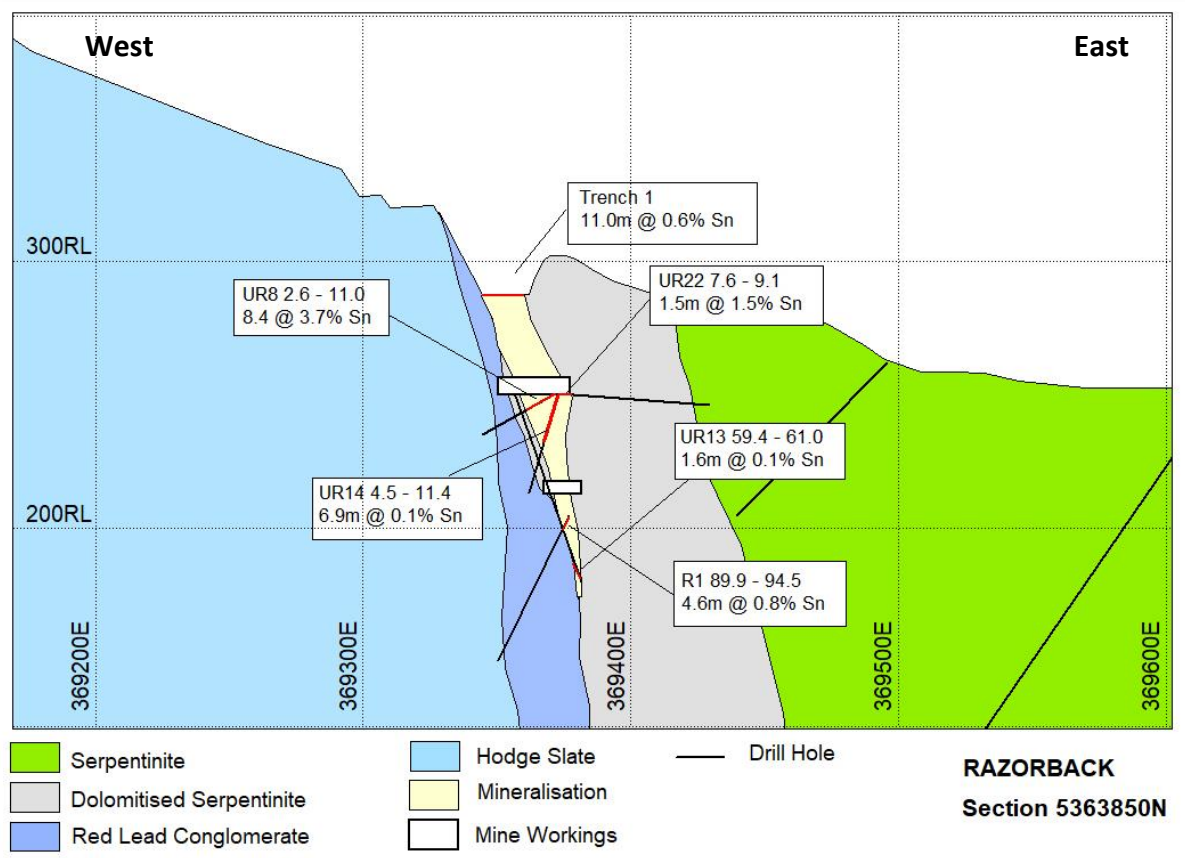 West
East
Trench 1
11.0m @ 0.6% Sn
300RL
UR8 2.6 - 11.0
8.4 @ 3.7% Sn
UR22 7.6 - 9.1
1.5m @ 1.5% Sn
UR13 59.4 - 61.0
1.6m @ 0.1% Sn
UR14 4.5 - 11.4
6.9m @ 0.1% Sn
200RL
R1 89.9 - 94.5
4.6m @ 0.8% Sn
369200E
369300E
369400E
369500E
369600E
Serpentinite
Dolomitised Serpentinite
Red Lead Conglomerate
Hodge Slate
Mineralisation
Mine Workings
Drill Hole
RAZORBACK
Section 5363850N